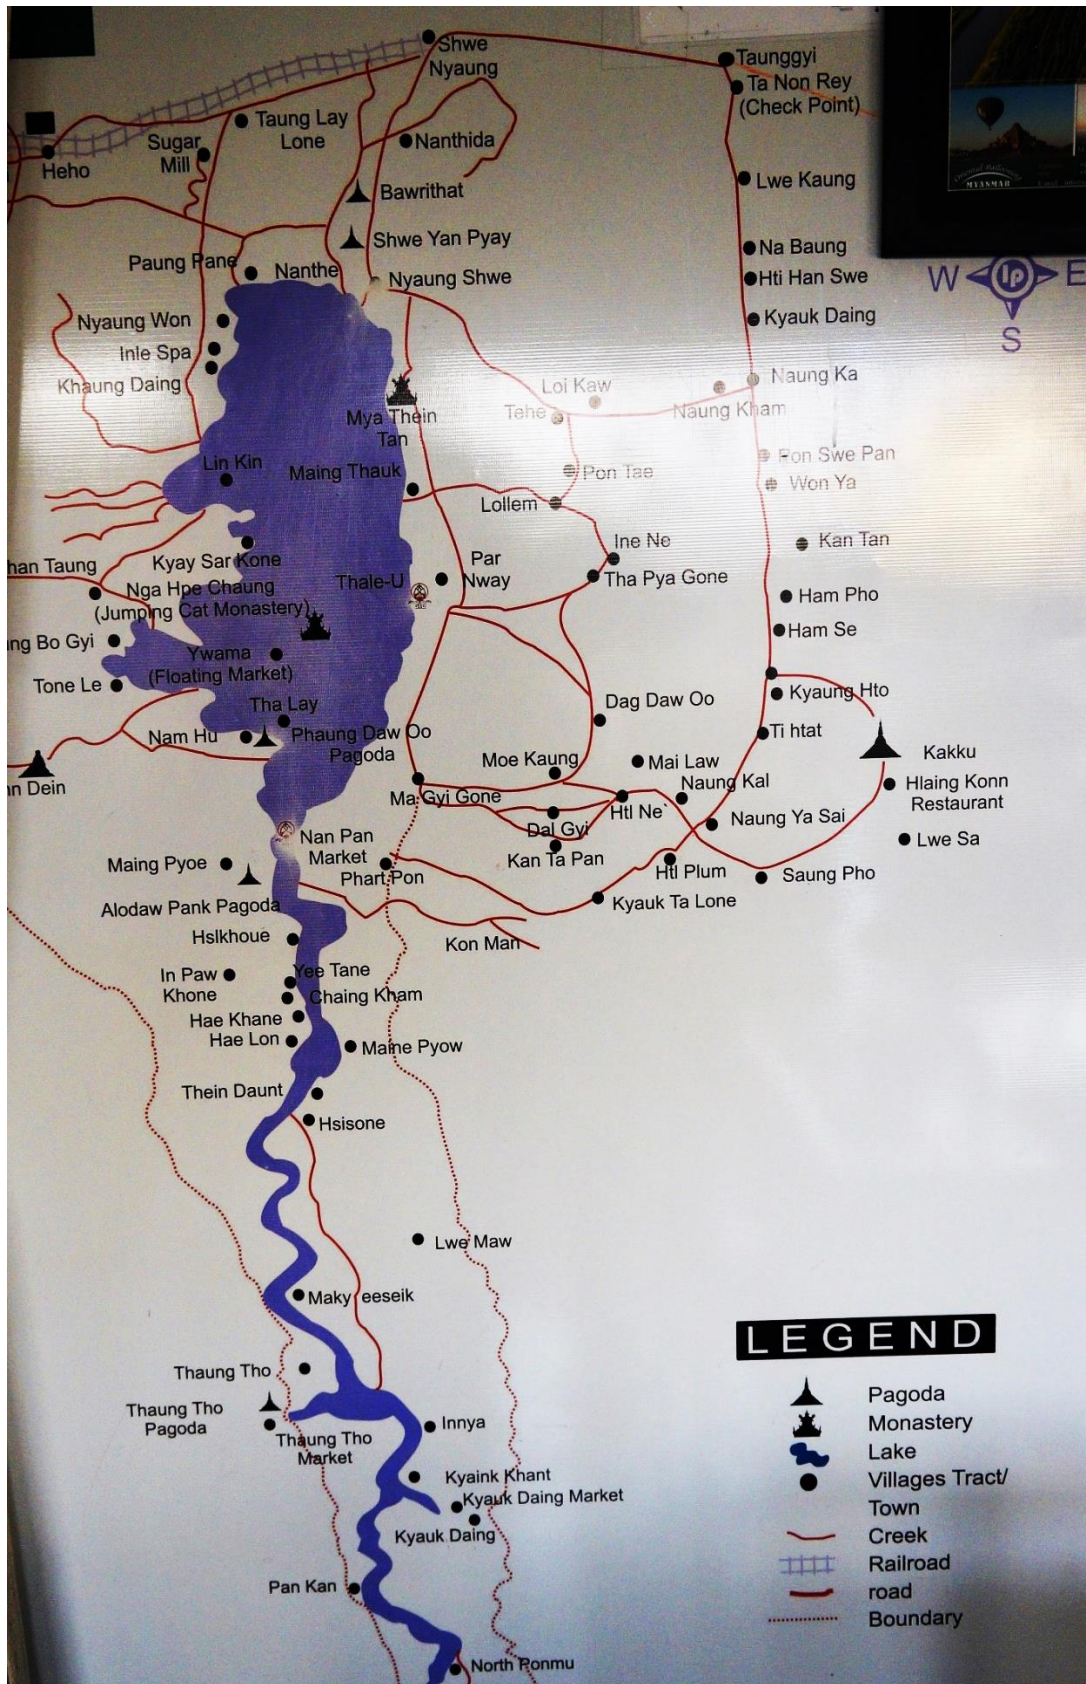 Shwe
Nyaung
Taunggyi
Ta Non Rey
(Check Point)
Taung Lay
Lone
Sugar
Mill
Nanthida
Heho
MYANMAR
Bawrithat
Lwe Kaung
Shwe Yan Pyay
Na Baung
Paung Pane
Nanthe
Nyaung Shwe
Hti Han Swe
W
lp
E
S
Nyaung Won
Kyauk Daing
Inle Spa
Khaung Daing
Loi Kaw
Naung Ka
Tehe
Naung Kham
Mya Thein
Tan
Lin Kin
Maing Thauk
Pon Tae
Pon Swe Pan
Won Ya
Lollem
Ine Ne
Kan Tan
han Taung
Kyay Sar Kone
Par
Nway
Thale-U
Tha Pya Gone
Nga Hpe Chaung
(Jumping Cat Monastery)
Ham Pho
ng Bo Gyi
Ham Se
Ywama
(Floating Market)
Tone Le
Kyaung Hto
Tha Lay
Dag Daw Oo
Nam Hu
Phaung Daw Oo
Pagoda
Ti htat
Kakku
Moe Kaung
Mai Law
nn Dein
Ma Gyi Gone
Naung Kal
Hlaing Konn
Restaurant
Htl Ne`
Dal Gyi
Naung Ya Sai
Nan Pan
Market
Lwe Sa
Maing Pyoe
Phart Pon
Kan Ta Pan
Htl Plum
Saung Pho
Alodaw Pank Pagoda
Kyauk Ta Lone
Hslkhoue
Kon Man
In Paw
Khone
Yee Tane
Chaing Kham
Hae Khane
Hae Lon
Maine Pyow
Thein Daunt
Hsisone
Lwe Maw
Maky eeseik
LEGEND
Thaung Tho
Pagoda
Thaung Tho
Pagoda
Monastery
Thaung Tho
Market
Innya
Lake
Kyaink Khant
Villages Tract/
Town
Kyauk Daing Market
Kyauk Daing
Creek
Railroad
Pan Kan
road
Boundary
North Ponmu